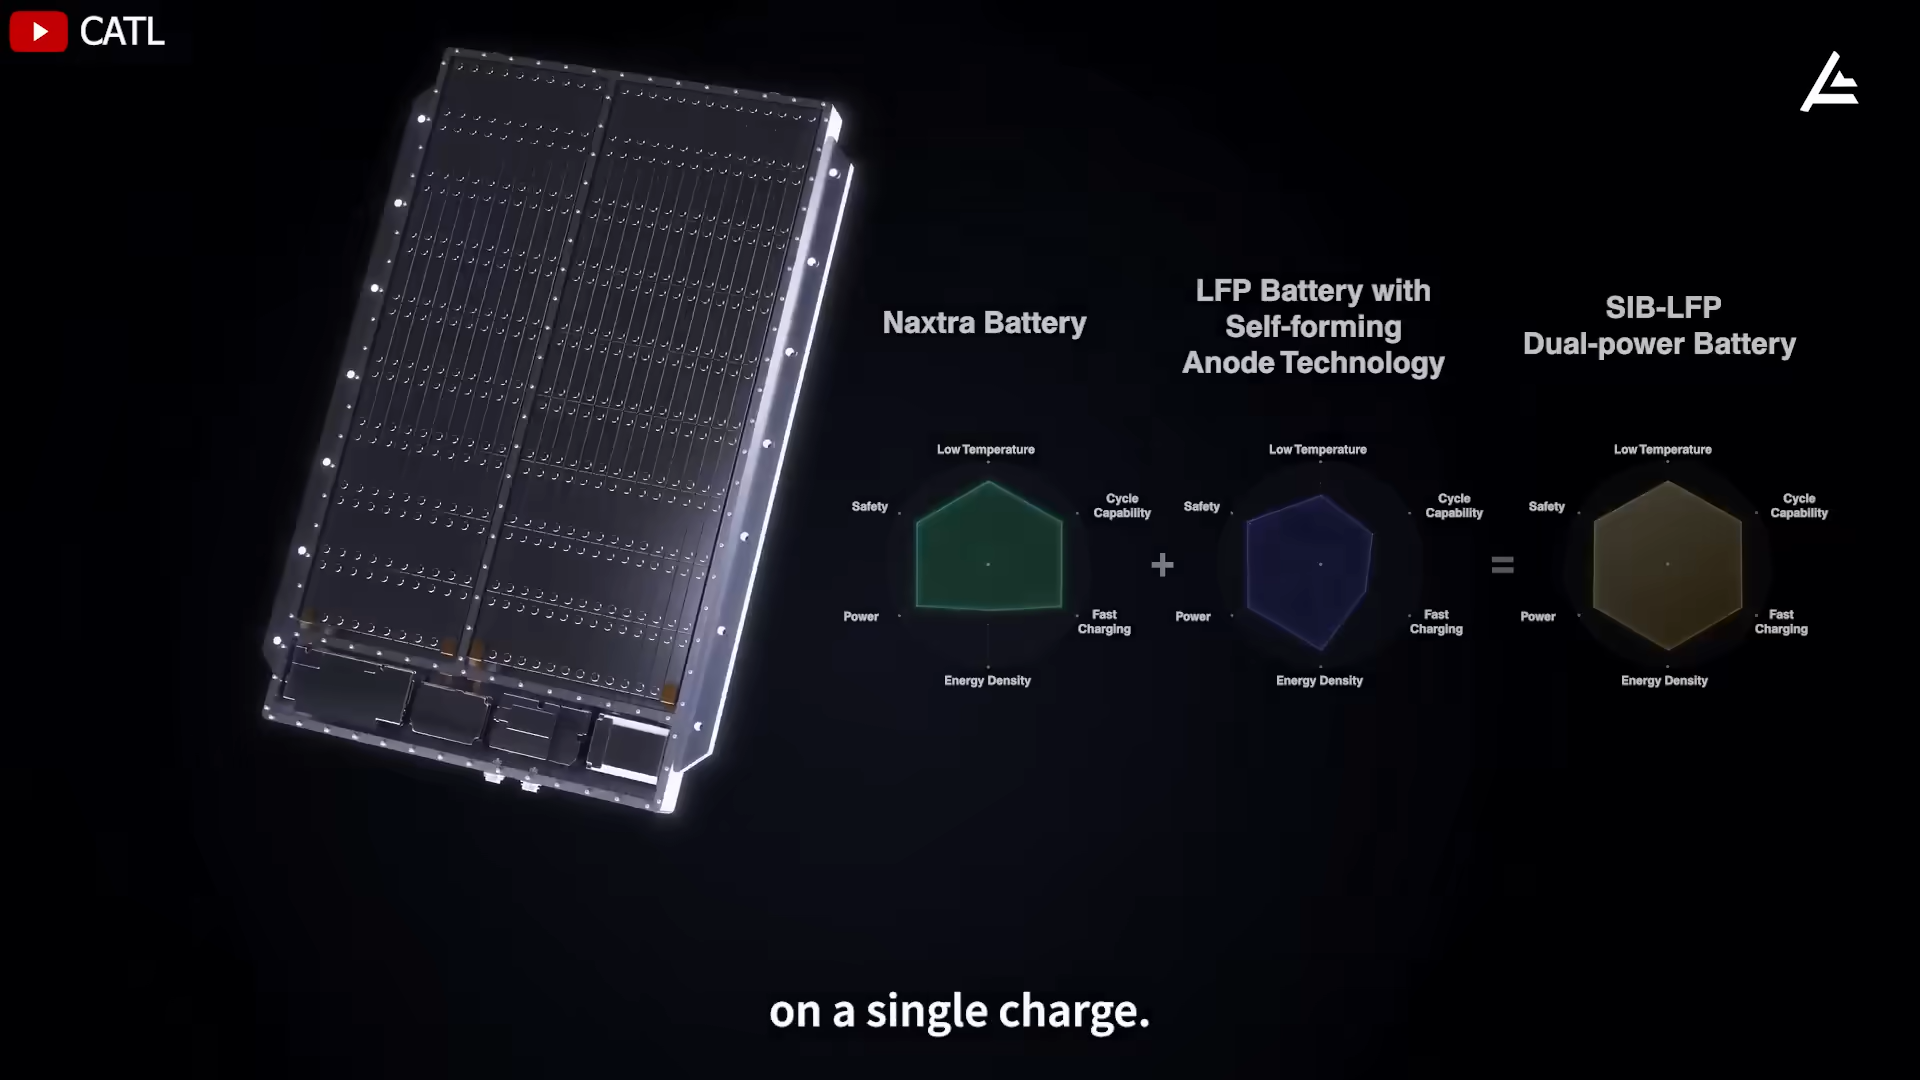 CATL
Naxtra Battery
LFP Battery with
Self-forming
Anode Technology
SIB-LFP
Dual-power Battery
Low Temperature
Cycle
Capability
Fast
Charging
Energy Density
Power
Safety
+
Low Temperature
Cycle
Capability
Fast
Charging
Energy Density
Power
Safety
=
Low Temperature
Cycle
Capability
Fast
Charging
Energy Density
Power
Safety
on a single charge.